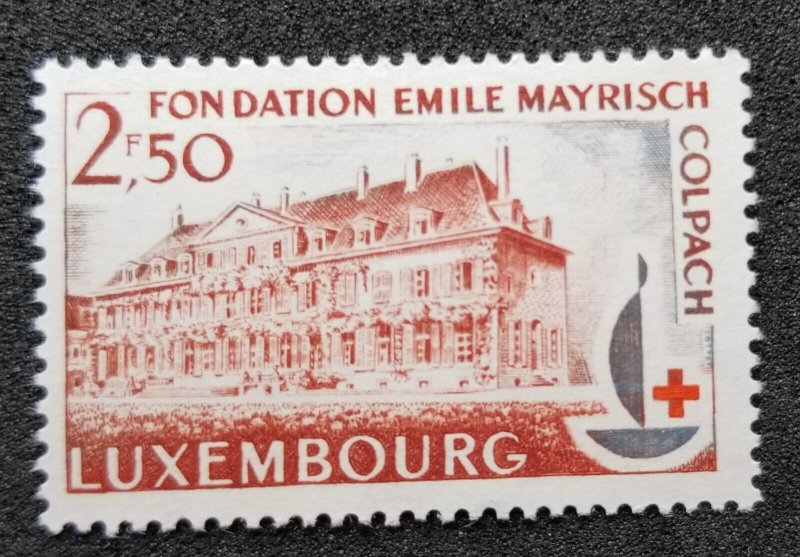 FONDATION EMILE MAYRISCH
COLPACH
2F,50
LUXEMBOURG